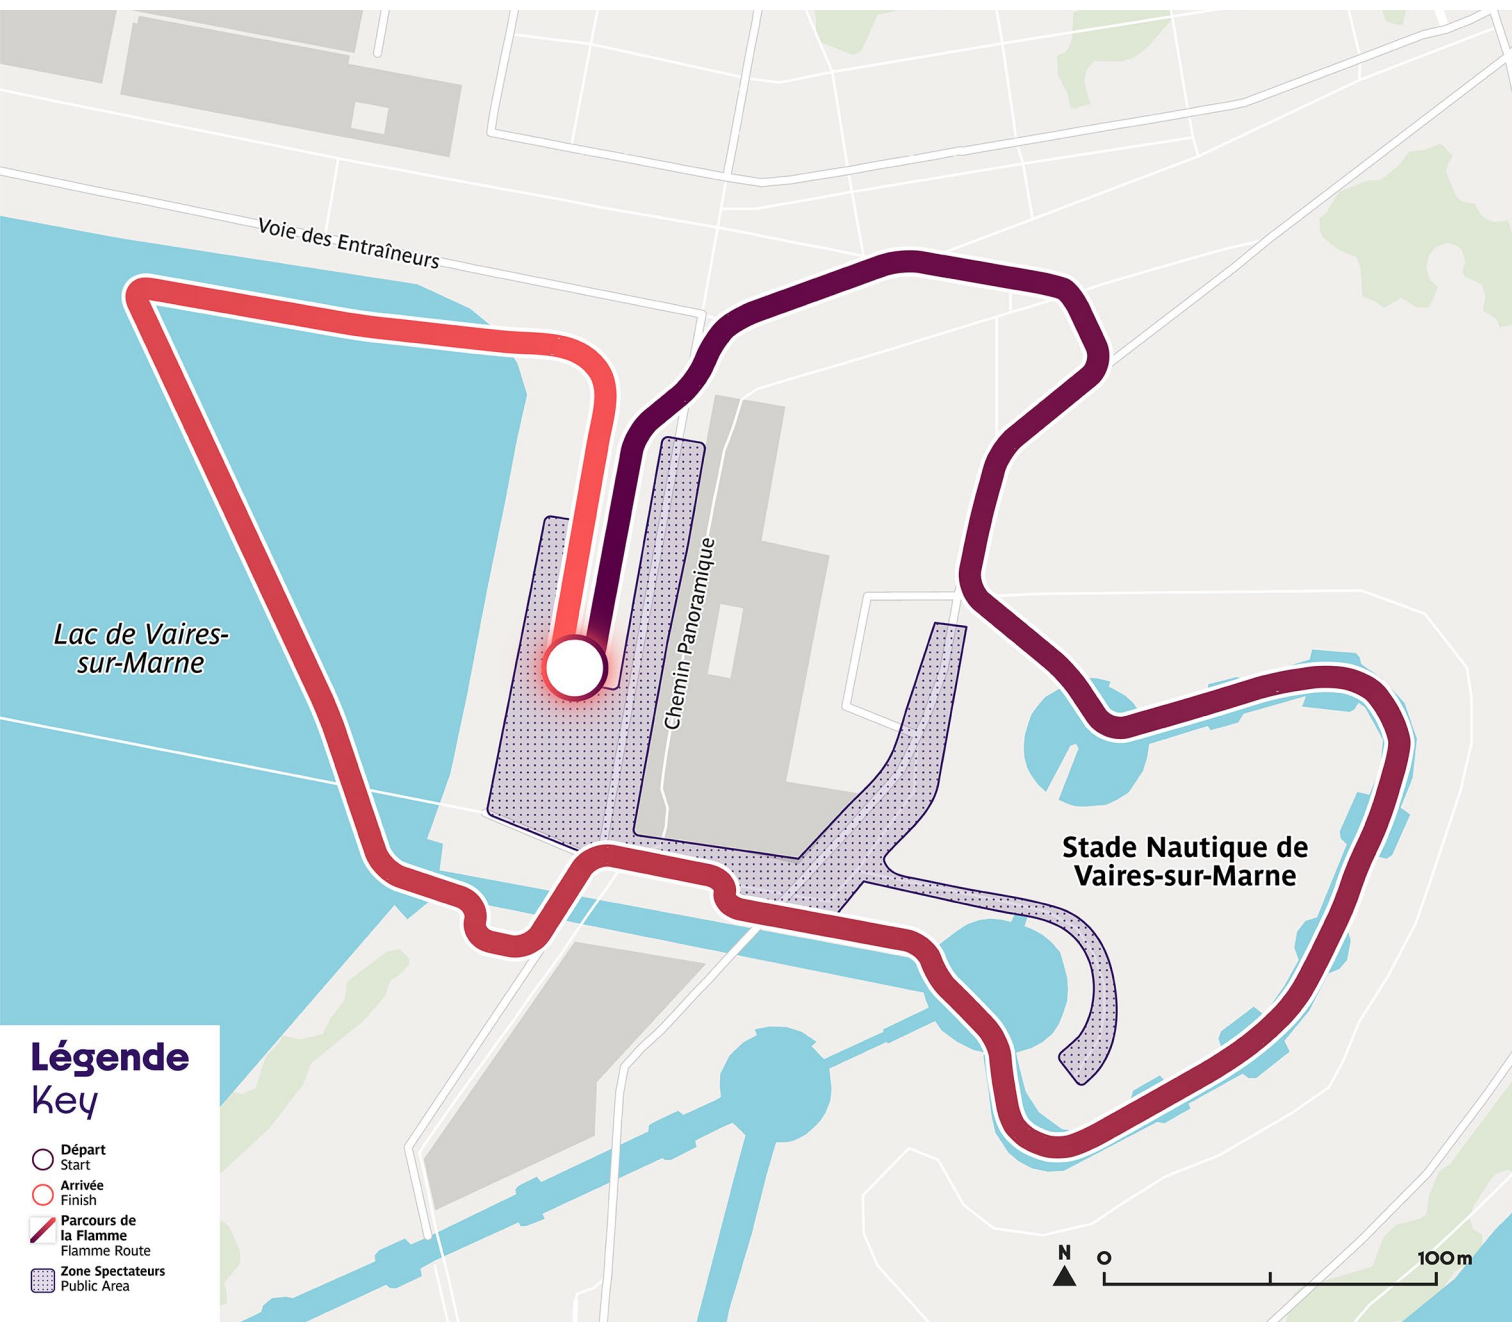 Voie des Entraîneurs
Chemin Panoramique
Lac de Vaires-
sur-Marne
Stade Nautique de
Vaires-sur-Marne
Légende
Key
Départ
Start
Arrivée
Finish
Parcours de
la Flamme
Flamme Route
Zone Spectateurs
Public Area
N 0 100m